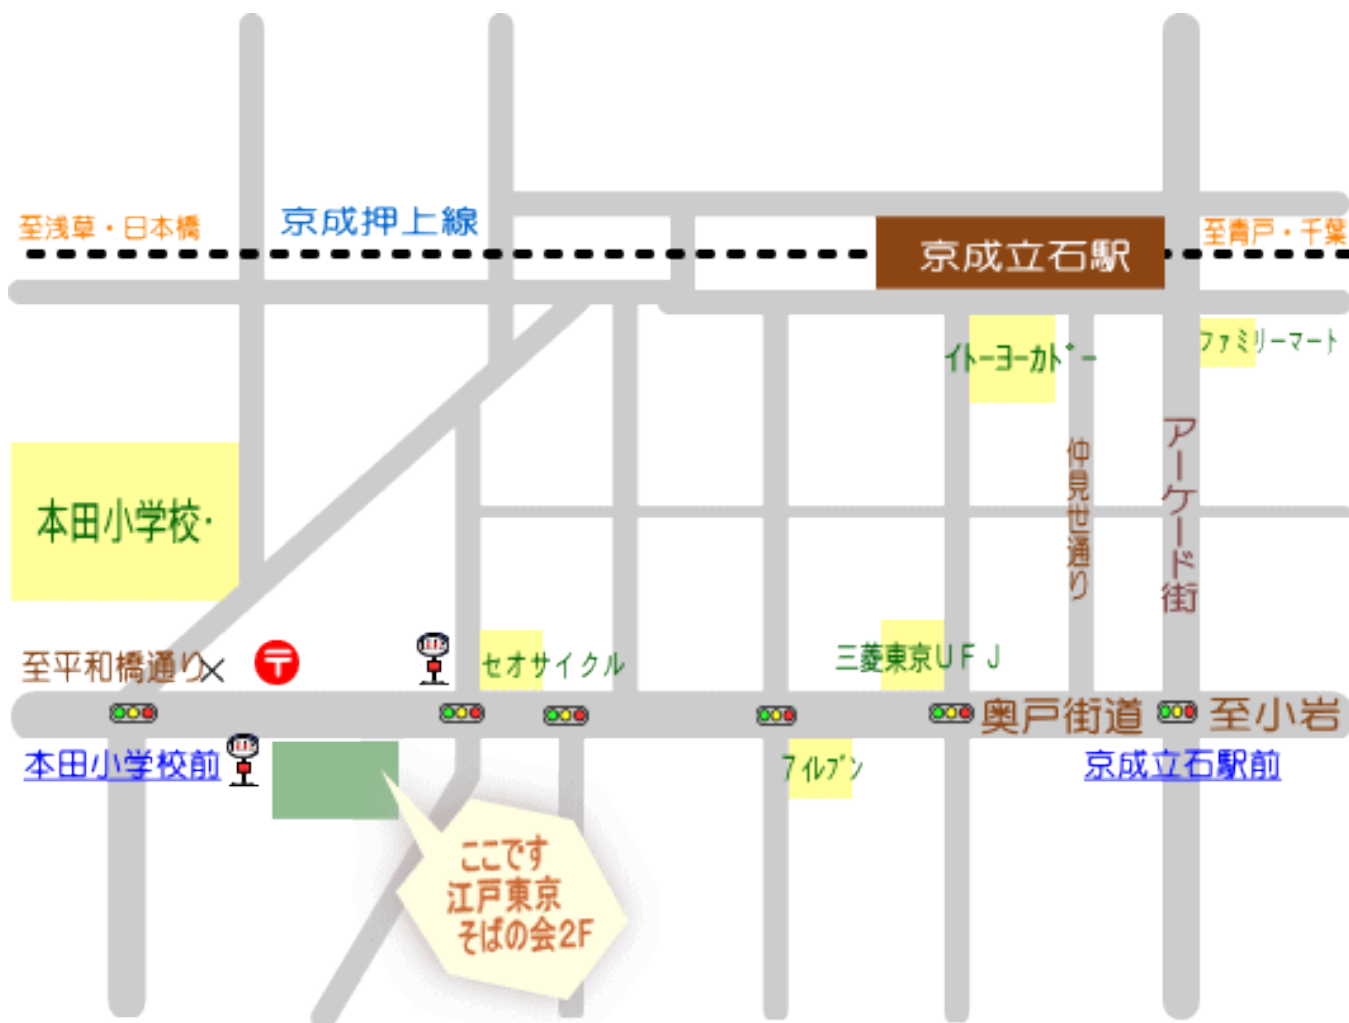 至浅草・日本橋
京成押上線
京成立石駅
至青戸・千葉
イトーヨーカドー
ファミリーマート
仲見世通り
アーケード街
本田小学校・
至平和橋通り
〒
セオサイクル
三菱東京UFJ
奥戸街道
至小岩
本田小学校前
7イレブン
京成立石駅前
ここです
江戸東京
そばの会2F